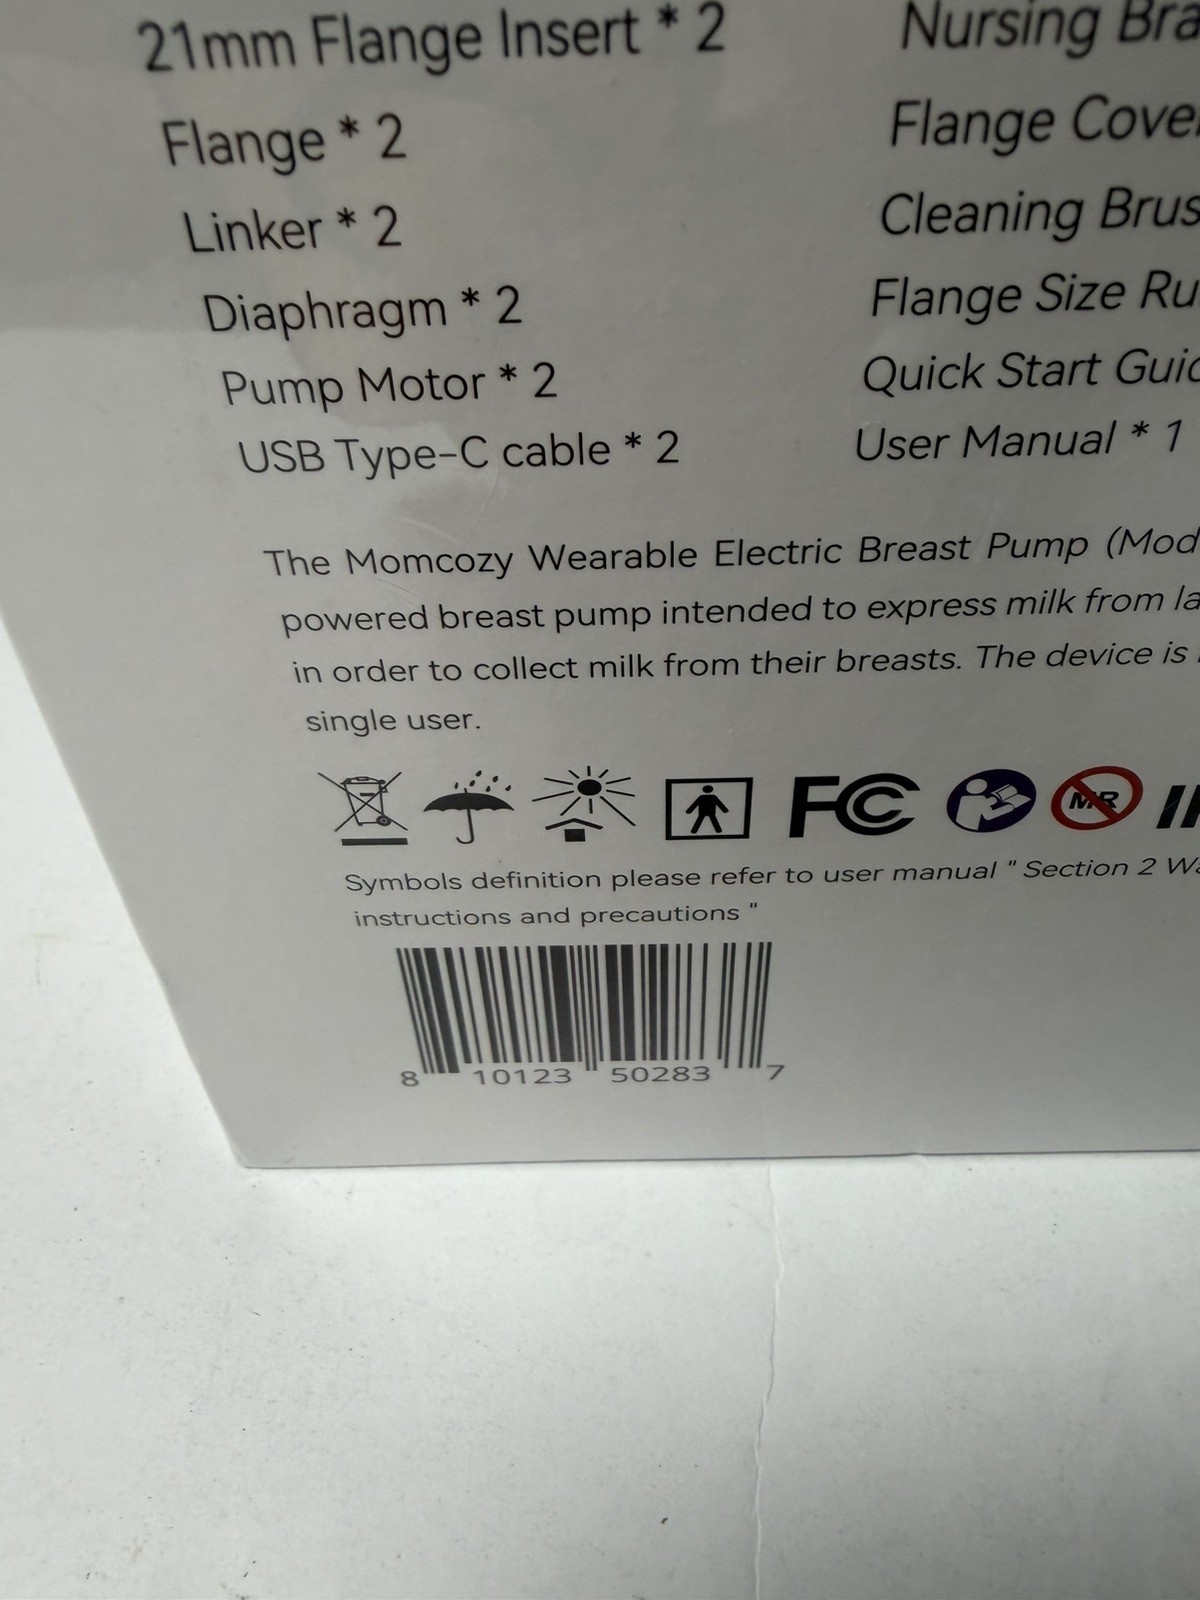 21mm Flange Insert * 2
Flange * 2
Linker * 2
Diaphragm * 2
Pump Motor * 2
USB Type-C cable * 2
Nursing Bra
Flange Cove
Cleaning Brus
Flange Size Ru
Quick Start Guid
User Manual * 1
The Momcozy Wearable Electric Breast Pump (Mod
powered breast pump intended to express milk from la
in order to collect milk from their breasts. The device is
single user.
FC
MR
Symbols definition please refer to user manual " Section 2 Wa
instructions and precautions "
8 10123 50283 7